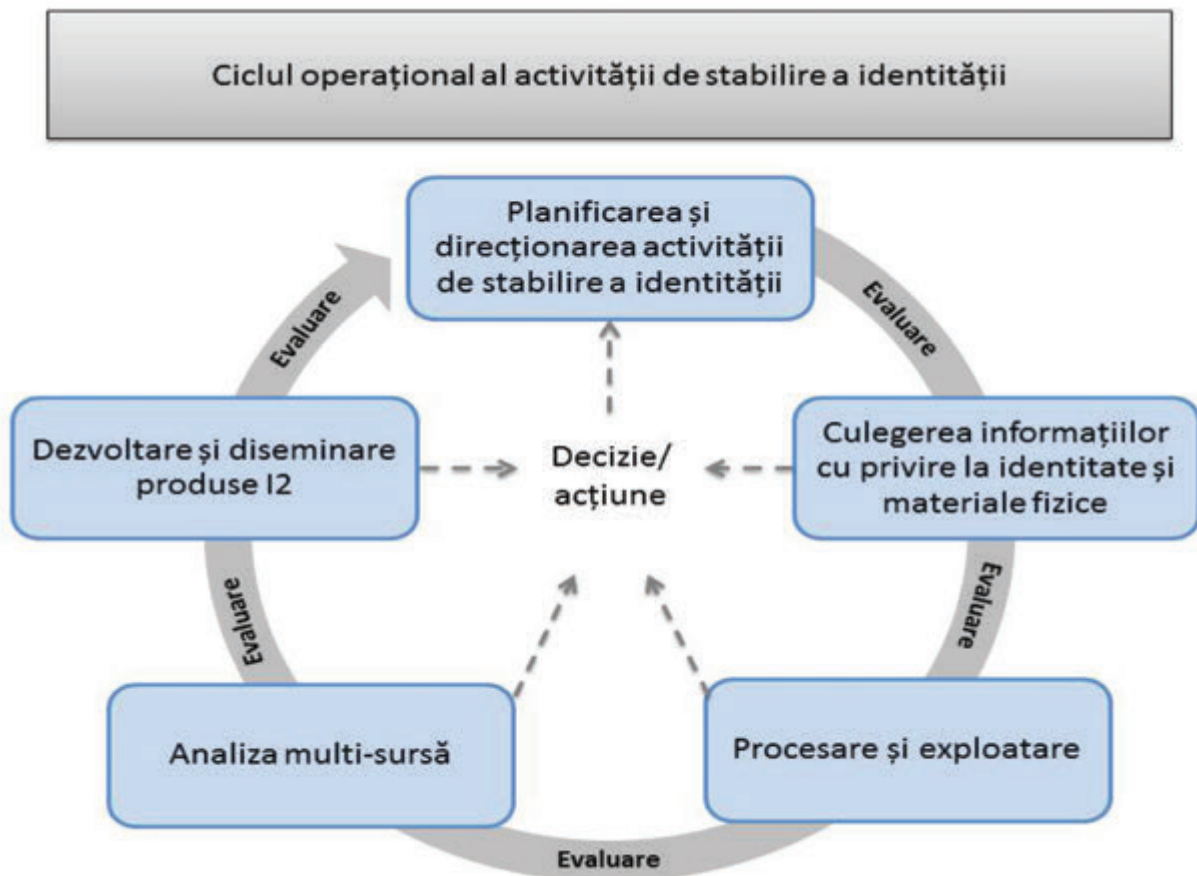 Ciclul operațional al activității de stabilire a identității
Planificarea și
direcționarea activității
de stabilire a identității
Evaluare
Culegerea informațiilor
cu privire la identitate și
materiale fizice
Evaluare
Procesare și exploatare
Evaluare
Analiza multi-sursă
Evaluare
Dezvoltare și diseminare
produse I2
Evaluare
Decizie/
acțiune